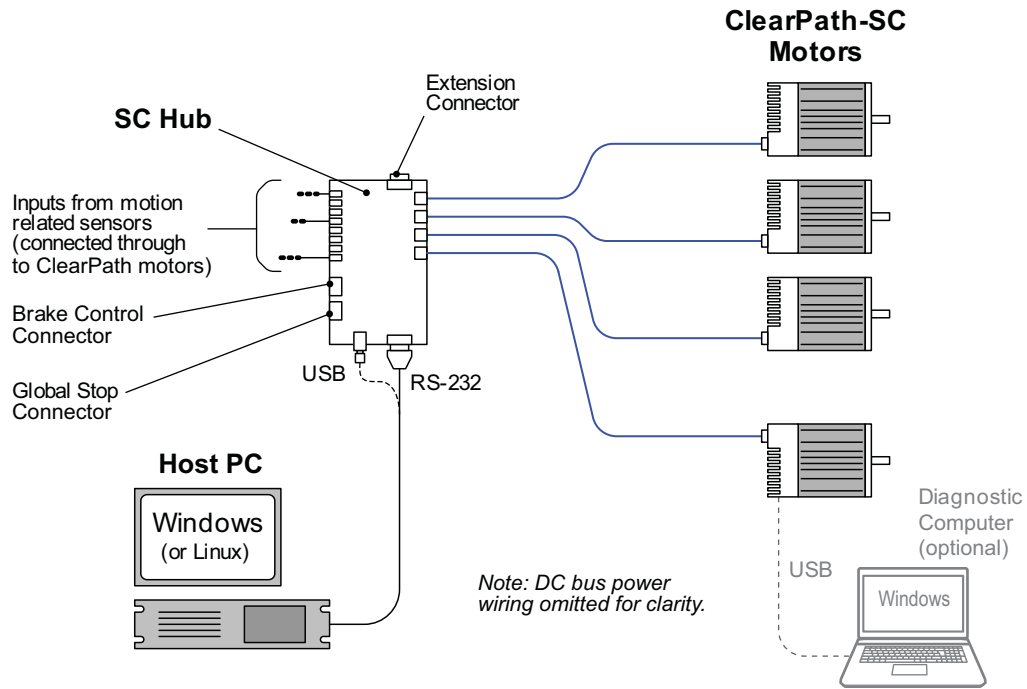 ClearPath-SC
Motors
Extension
Connector
SC Hub
Inputs from motion
related sensors
(connected through
to ClearPath motors)
Brake Control
Connector
Global Stop
Connector
USB
RS-232
Host PC
Windows
(or Linux)
Note: DC bus power
wiring omitted for clarity.
Diagnostic
Computer
(optional)
USB
Windows